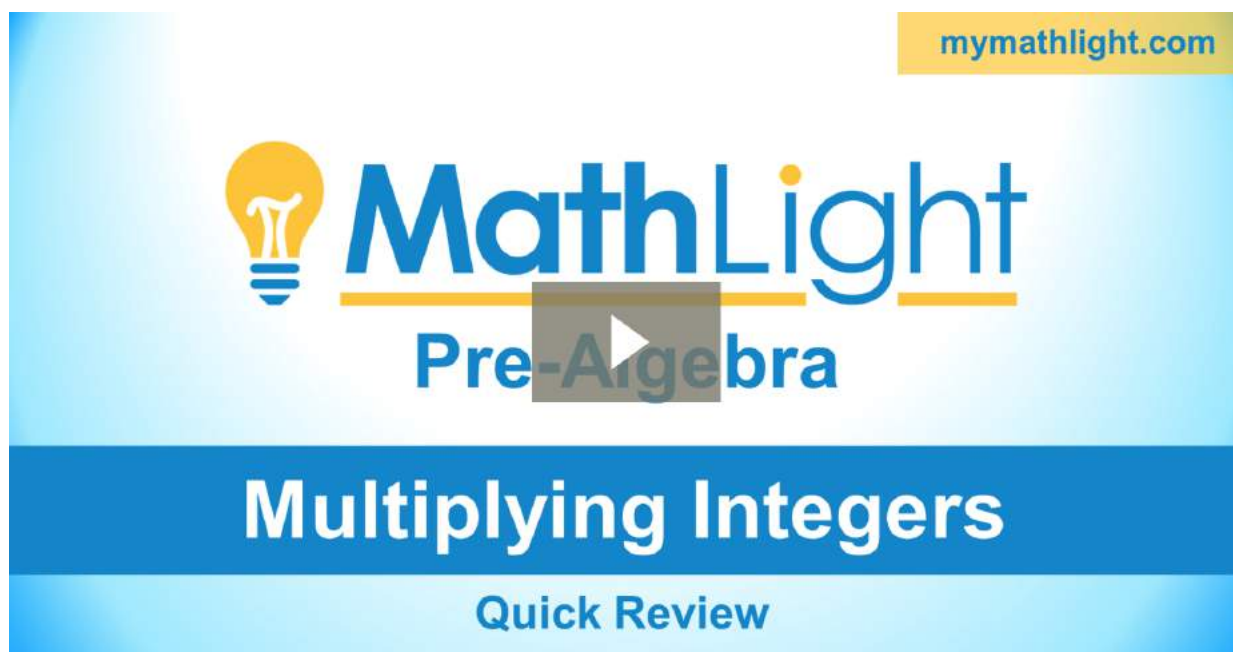 mymathlight.com
π MathLight
Pre-Algebra
Multiplying Integers
Quick Review